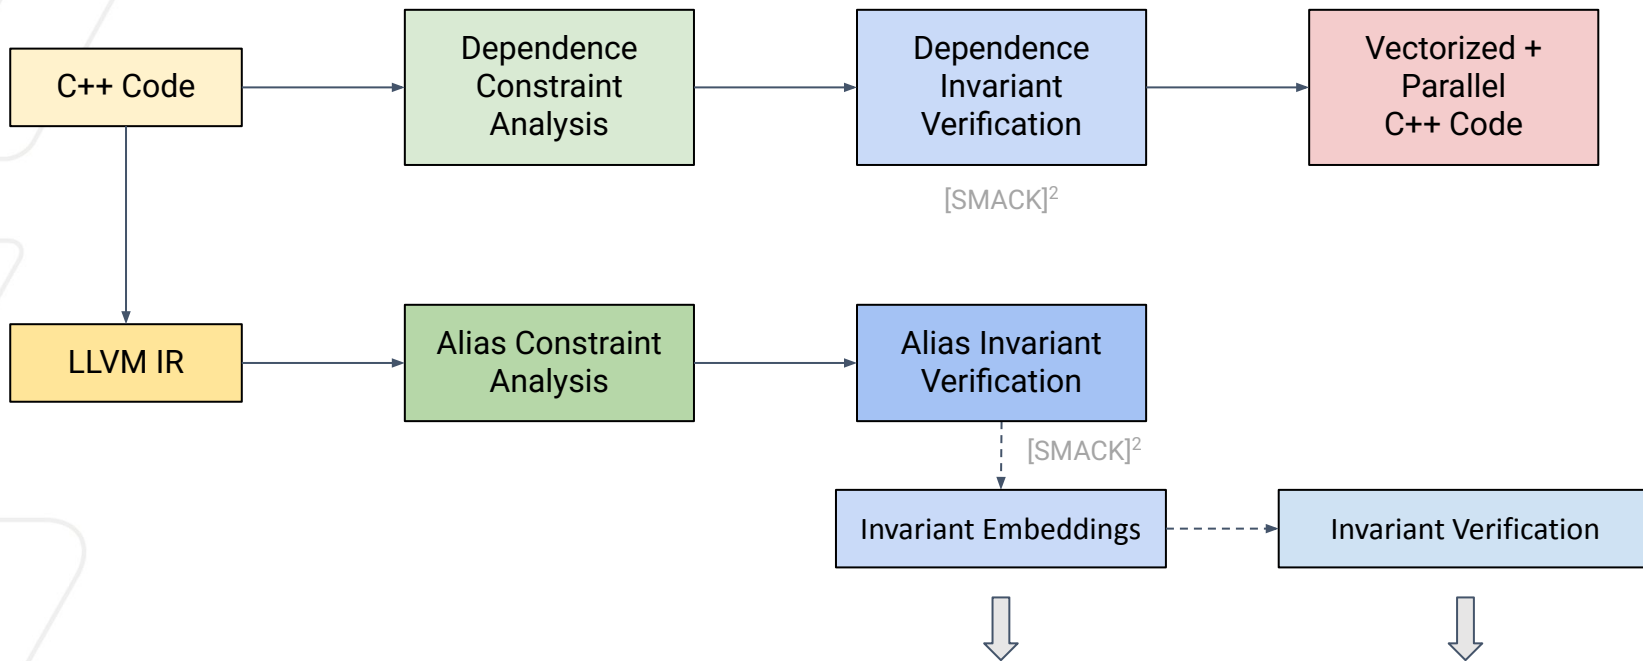 C++ Code
Dependence
Constraint
Analysis
Dependence
Invariant
Verification
Vectorized +
Parallel
C++ Code
[SMACK]²
LLVM IR
Alias Constraint
Analysis
Alias Invariant
Verification
[SMACK]²
Invariant Embeddings
Invariant Verification